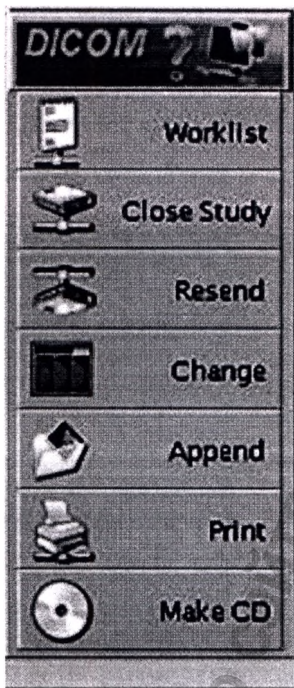 DICOM ?
Worklist
Close Study
Resend
Change
Append
Print
Make CD